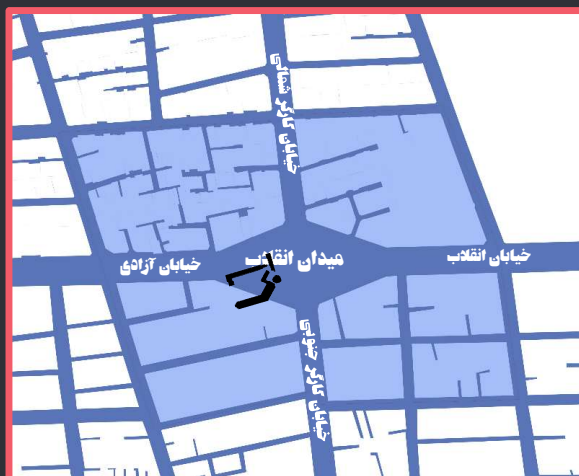 خیابان کارگر شمالی
میدان انقلاب
خیابان انقلاب
خیابان آزادی
خیابان کارگر جنوبی